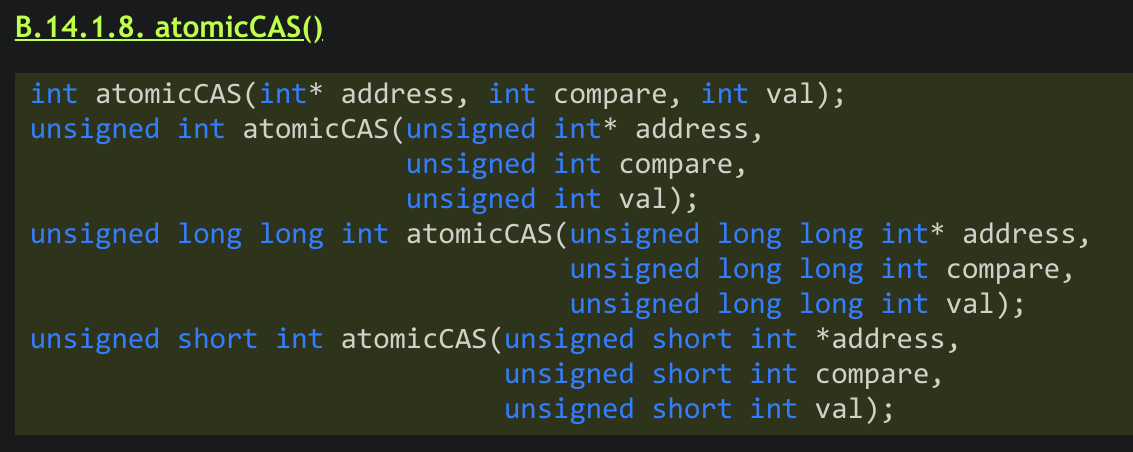 B.14.1.8. atomicCAS()
int atomicCAS(int* address, int compare, int val);
unsigned int atomicCAS(unsigned int* address,
unsigned int compare,
unsigned int val);
unsigned long long int atomicCAS(unsigned long long int* address,
unsigned long long int compare,
unsigned long long int val);
unsigned short int atomicCAS(unsigned short int *address,
unsigned short int compare,
unsigned short int val);